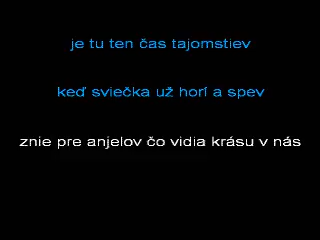 je tu ten čas tajomstiev
keď sviečka už horí a spev
znie pre anjelov čo vidia krásu v nás